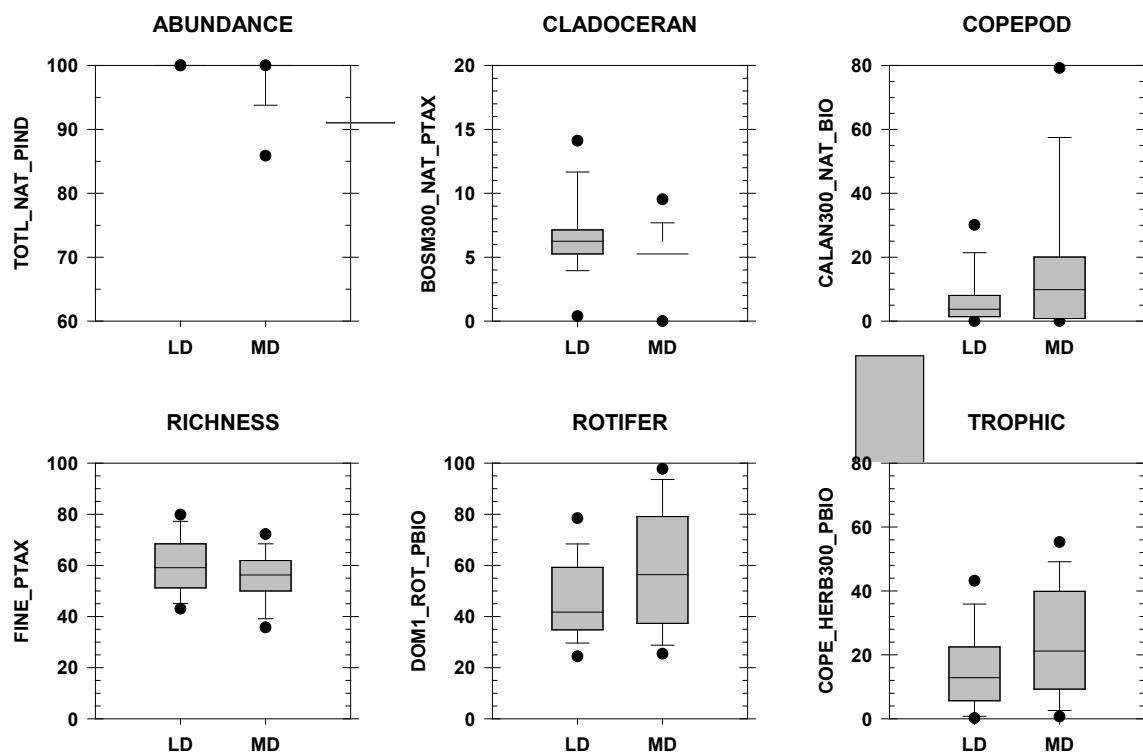 ABUNDANCE
TOTL_NAT_PIND
100
90
80
70
60
LD MD
CLADOCERAN
BOSM300_NAT_PTAX
20
15
10
5
0
LD MD
COPEPOD
CALAN300_NAT_BIO
80
60
40
20
0
LD MD
RICHNESS
FINE_PTAX
100
80
60
40
20
0
LD MD
ROTIFER
DOM1_ROT_PBIO
100
80
60
40
20
0
LD MD
TROPHIC
COPE_HERB300_PBIO
80
60
40
20
0
LD MD